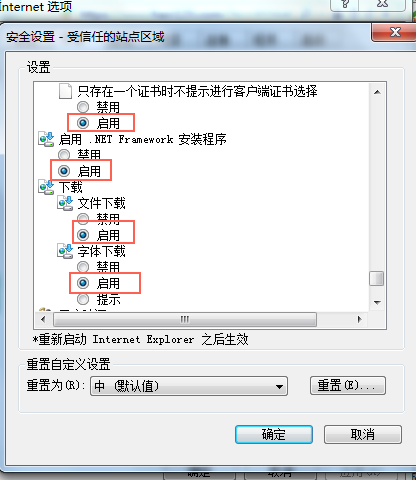 Internet 选项
安全设置 - 受信任的站点区域
设置
只存在一个证书时不提示进行客户端证书选择
禁用
启用
启用 .NET Framework 安装程序
禁用
启用
下载
文件下载
禁用
启用
字体下载
禁用
启用
提示
*重新启动 Internet Explorer 之后生效
重置自定义设置
重置为(R):
中 (默认值)
重置(E)...
确定
取消